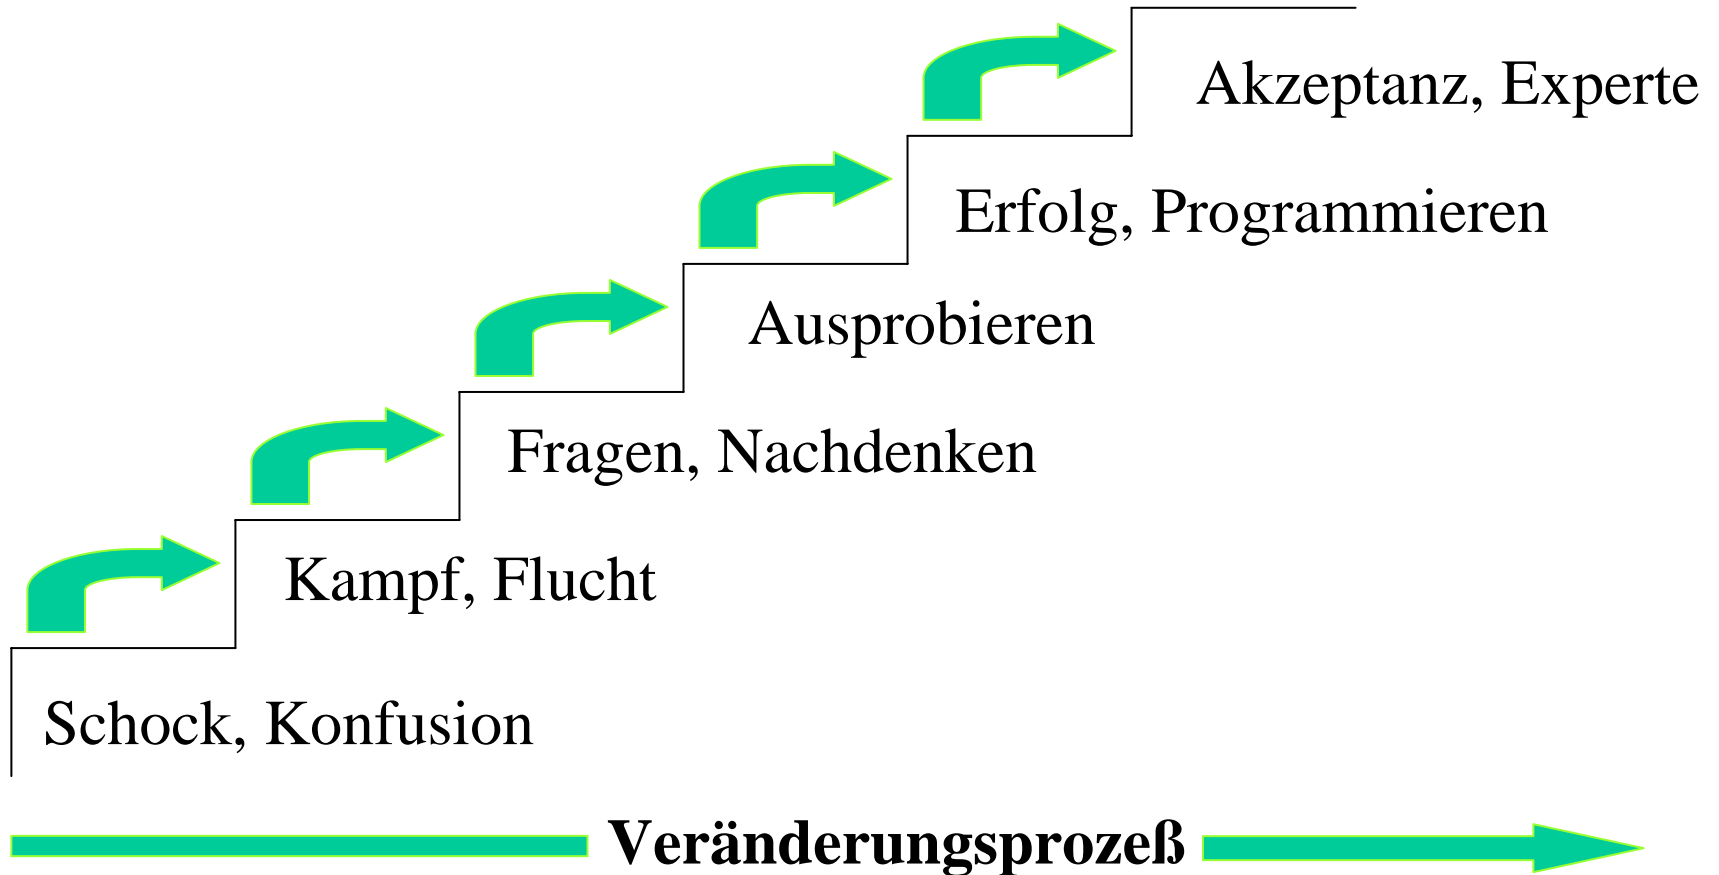 Akzeptanz, Experte
Erfolg, Programmieren
Ausprobieren
Fragen, Nachdenken
Kampf, Flucht
Schock, Konfusion
Veränderungsprozeß